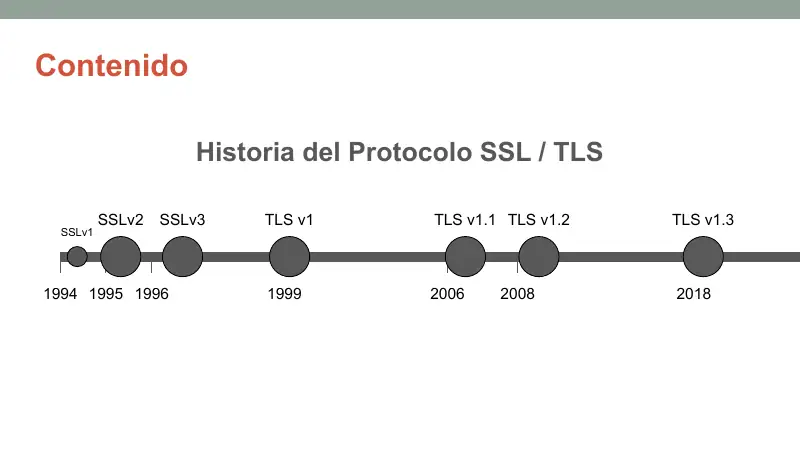 Contenido
Historia del Protocolo SSL / TLS
SSLv1 SSLv2 SSLv3 TLS v1 TLS v1.1 TLS v1.2 TLS v1.3
1994 1995 1996 1999 2006 2008 2018